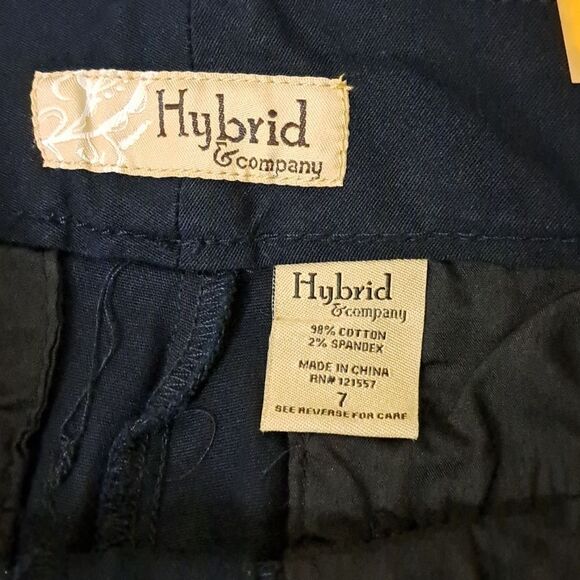 Hybrid
& company
Hybrid
& company
98% COTTON
2% SPANDEX
MADE IN CHINA
RN# 121557
7
SEE REVERSE FOR CARE